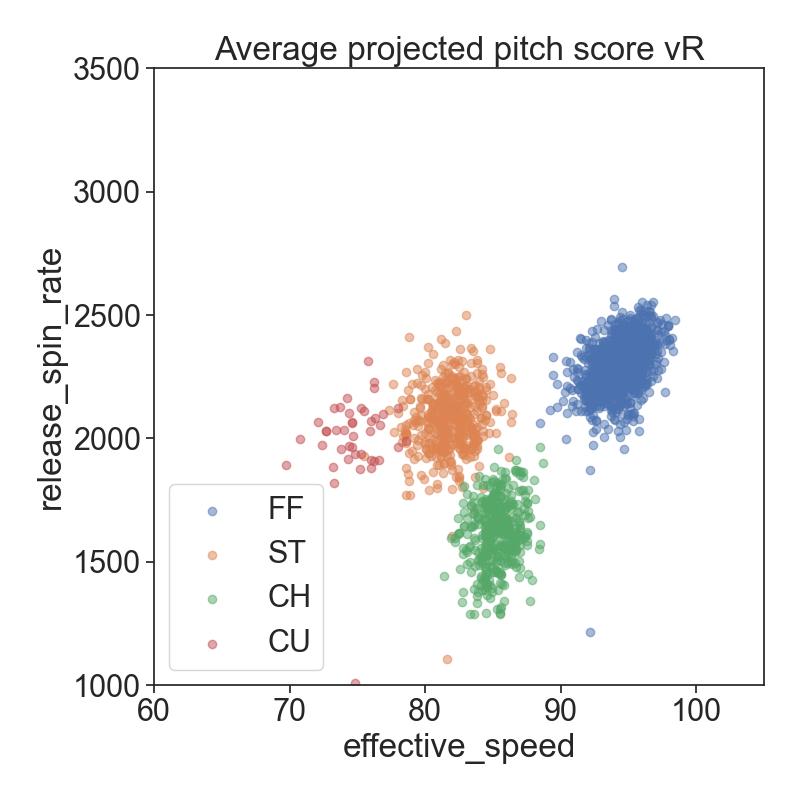 Average projected pitch score vR
3500
3000
2500
2000
1500
1000
release_spin_rate
FF
ST
CH
CU
60
70
80
90
100
effective_speed